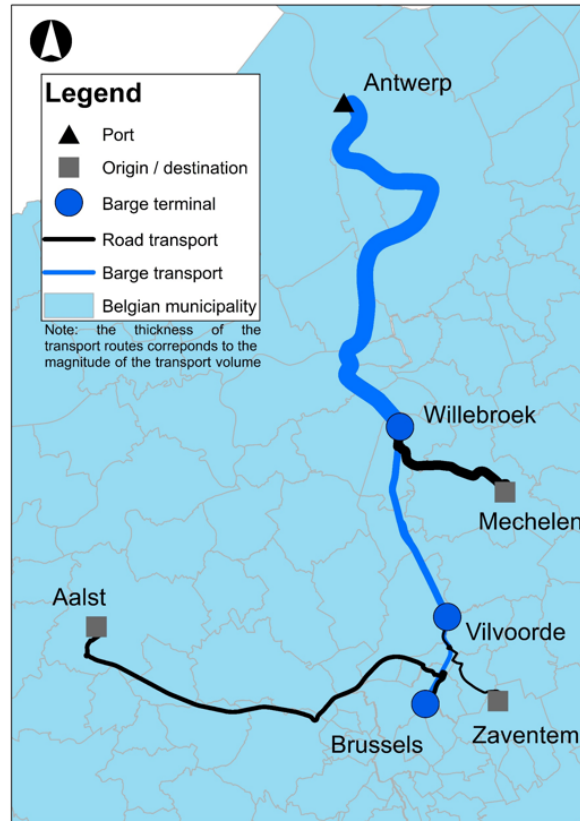 Antwerp
Legend
Port
Origin / destination
Barge terminal
Road transport
Barge transport
Belgian municipality
Note: the thickness of the
transport routes corresponds to the
magnitude of the transport volume
Willebroek
Mechelen
Aalst
Vilvoorde
Brussels
Zaventem